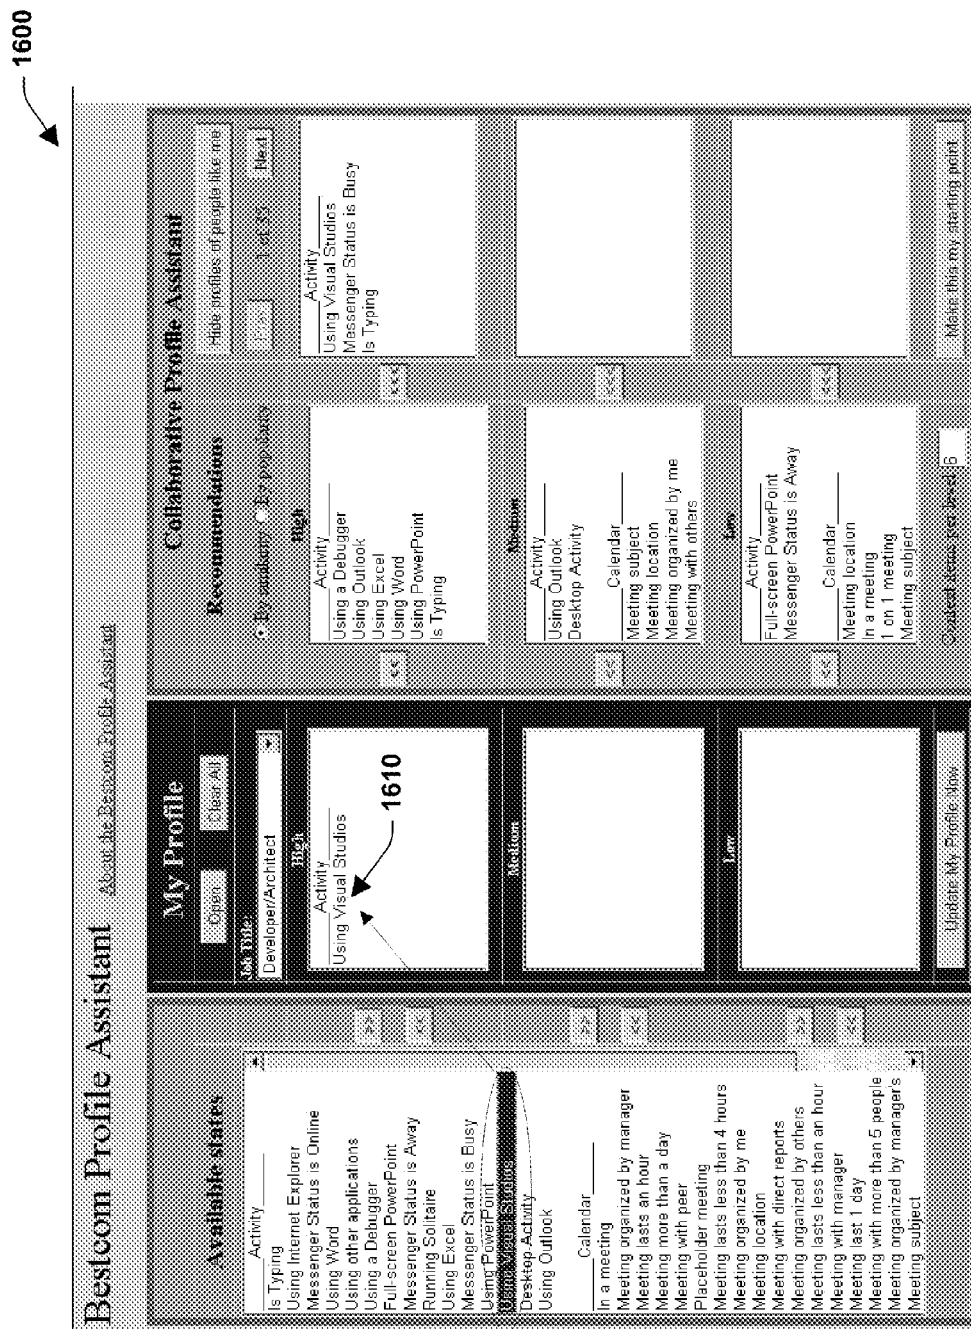 1600
Bestcom Profile Assistant
About the Bestcom Profile Assistant
Available states
Activity
Is Typing
Using Internet Explorer
Messenger Status is Online
Using Word
Using other applications
Using a Debugger
Full-screen PowerPoint
Messenger Status is Away
Running Solitaire
Using Excel
Messenger Status is Busy
Using PowerPoint
Using Visual Studios
Desktop Activity
Using Outlook
Calendar
In a meeting
Meeting organized by manager
Meeting lasts an hour
Meeting more than a day
Meeting with peer
Placeholder meeting
Meeting lasts less than 4 hours
Meeting organized by me
Meeting location
Meeting with direct reports
Meeting organized by others
Meeting lasts less than an hour
Meeting with manager
Meeting last 1 day
Meeting with more than 5 people
Meeting organized by manager's
Meeting subject
>>
<<
>>
<<
>>
<<
My Profile
Open
Clear All
Job Title:
Developer/Architect
High
Activity
Using Visual Studios
1610
Medium
Low
Update My Profile Now
Collaborative Profile Assistant
Recommendations
By makeup By popularity
High
<<
Activity
Using a Debugger
Using Outlook
Using Excel
Using Word
Using PowerPoint
Is Typing
Medium
<<
Activity
Using Outlook
Desktop Activity
Calendar
Meeting subject
Meeting location
Meeting organized by me
Meeting with others
Low
<<
Activity
Full-screen PowerPoint
Messenger Status is Away
Calendar
Meeting location
In a meeting
1 on 1 meeting
Meeting subject
Context items per level: 6
Hide profiles of people like me
Prev
Next
<<<
Activity
Using Visual Studios
Messenger Status is Busy
Is Typing
<<<
<<<
Make this my starting point